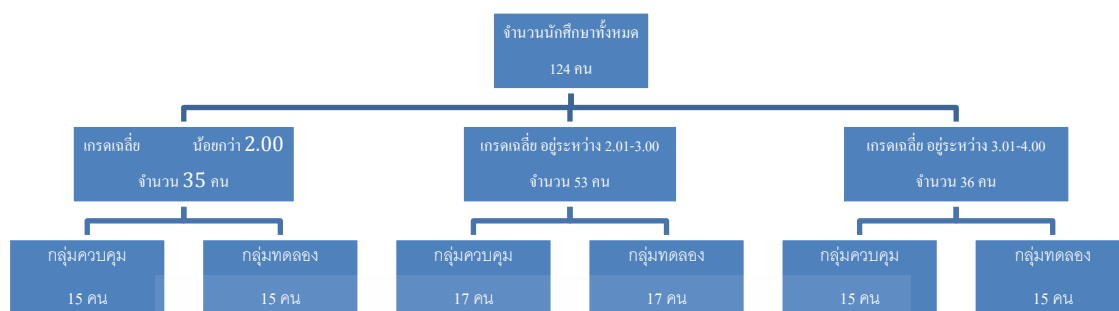 จำนวนนักศึกษาทั้งหมด
124 คน
เกรดเฉลี่ย น้อยกว่า 2.00
จำนวน 35 คน
เกรดเฉลี่ย อยู่ระหว่าง 2.01-3.00
จำนวน 53 คน
เกรดเฉลี่ย อยู่ระหว่าง 3.01-4.00
จำนวน 36 คน
กลุ่มควบคุม
15 คน
กลุ่มทดลอง
15 คน
กลุ่มควบคุม
17 คน
กลุ่มทดลอง
17 คน
กลุ่มควบคุม
15 คน
กลุ่มทดลอง
15 คน